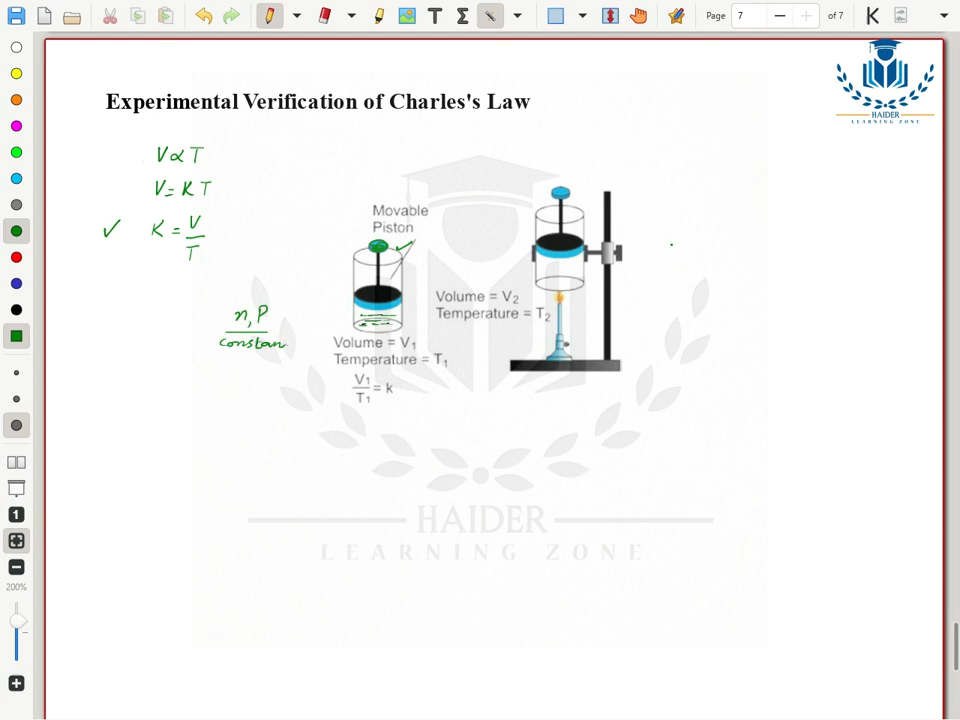 Page 7 of 7
HAIDER
LEARNING ZONE
Experimental Verification of Charles's Law
V ∝ T
V = K T
✓ K = V
T
n, P
constan
Movable
Piston
Volume = V₁
Temperature = T₁
V₁
T₁
= k
Volume = V₂
Temperature = T₂
HAIDER
LEARNING ZONE
1
200%